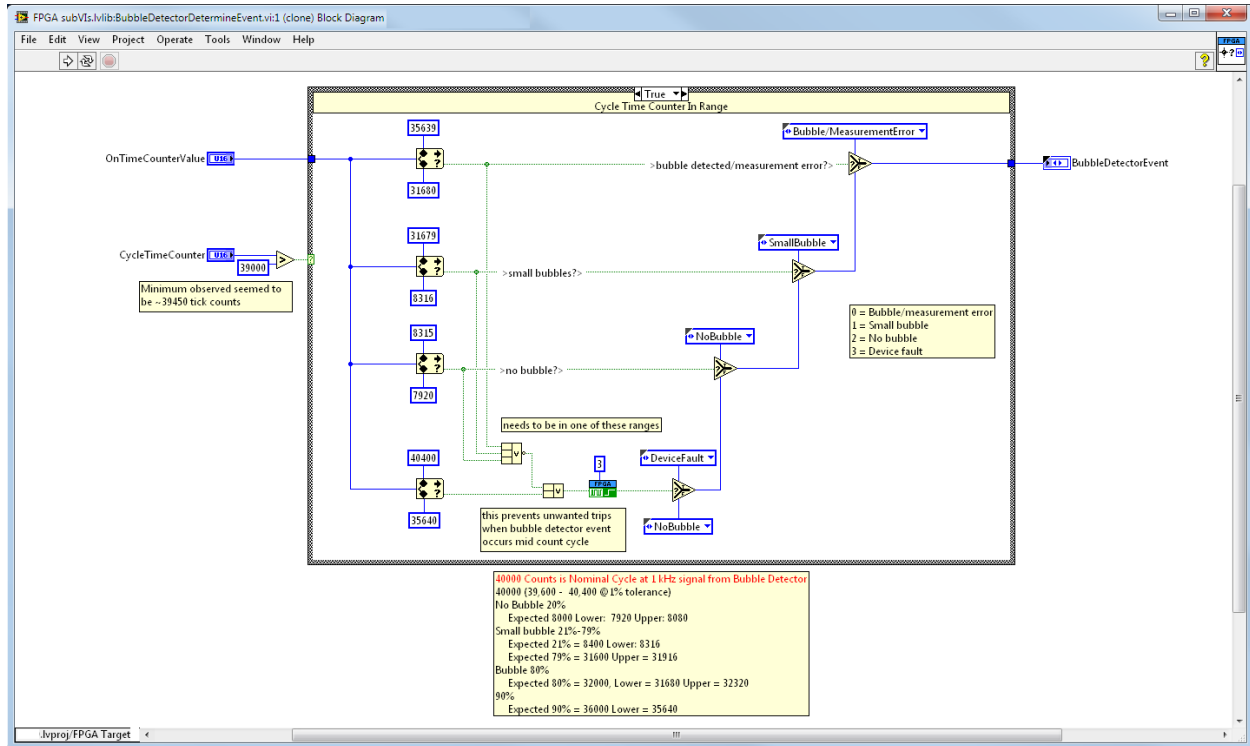 FPGA subVIs.lvlib:BubbleDetectorDetermineEvent.vi:1 (clone) Block Diagram
File Edit View Project Operate Tools Window Help
FPGA
True
Cycle Time Counter In Range
35639
Bubble/MeasurementError
OnTimeCounterValue U16
>bubble detected/measurement error?>
BubbleDetectorEvent
31680
31679
SmallBubble
CycleTimeCounter U16
39000
>small bubbles?>
Minimum observed seemed to
be ~39450 tick counts
8316
0 = Bubble/measurement error
1 = Small bubble
2 = No bubble
3 = Device fault
8315
NoBubble
>no bubble?>
7920
needs to be in one of these ranges
40400
3
DeviceFault
FPGA
35640
this prevents unwanted trips
when bubble detector event
occurs mid count cycle
NoBubble
40000 Counts is Nominal Cycle at 1 kHz signal from Bubble Detector
40000 (39,600 - 40,400 @1% tolerance)
No Bubble 20%
Expected 8000 Lower: 7920 Upper: 8080
Small bubble 21%-79%
Expected 21% = 8400 Lower: 8316
Expected 79% = 31600 Upper = 31916
Bubble 80%
Expected 80% = 32000, Lower = 31680 Upper = 32320
90%
Expected 90% = 36000 Lower = 35640
.lvproj/FPGA Target